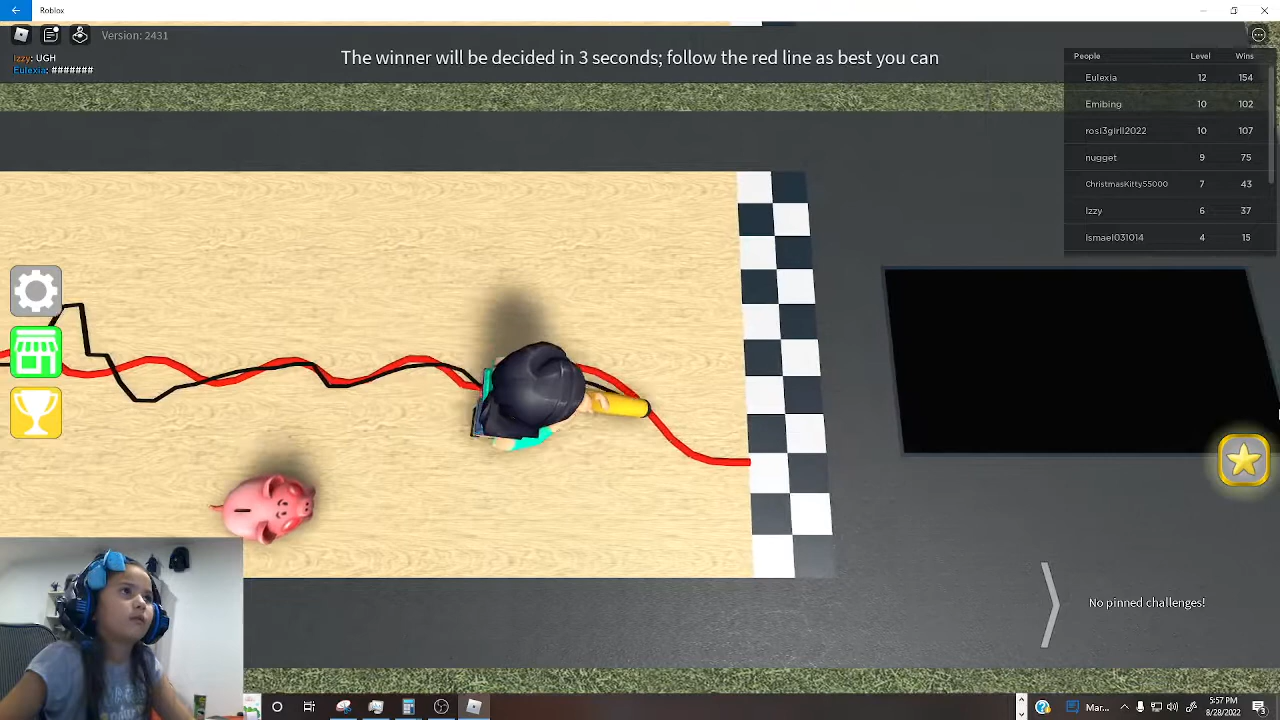 Roblox
Version: 2431
Izzy: UGH
Eulexia: #######
The winner will be decided in 3 seconds; follow the red line as best you can
People Level Wins
Eulexia 12 154
Emibing 10 102
rosi3girll2022 10 107
nugget 9 75
ChristmasKitty55000 7 43
Izzy 6 37
Ismael031014 4 15
No pinned challenges!
Mar...
5:57 PM
8/28/2022